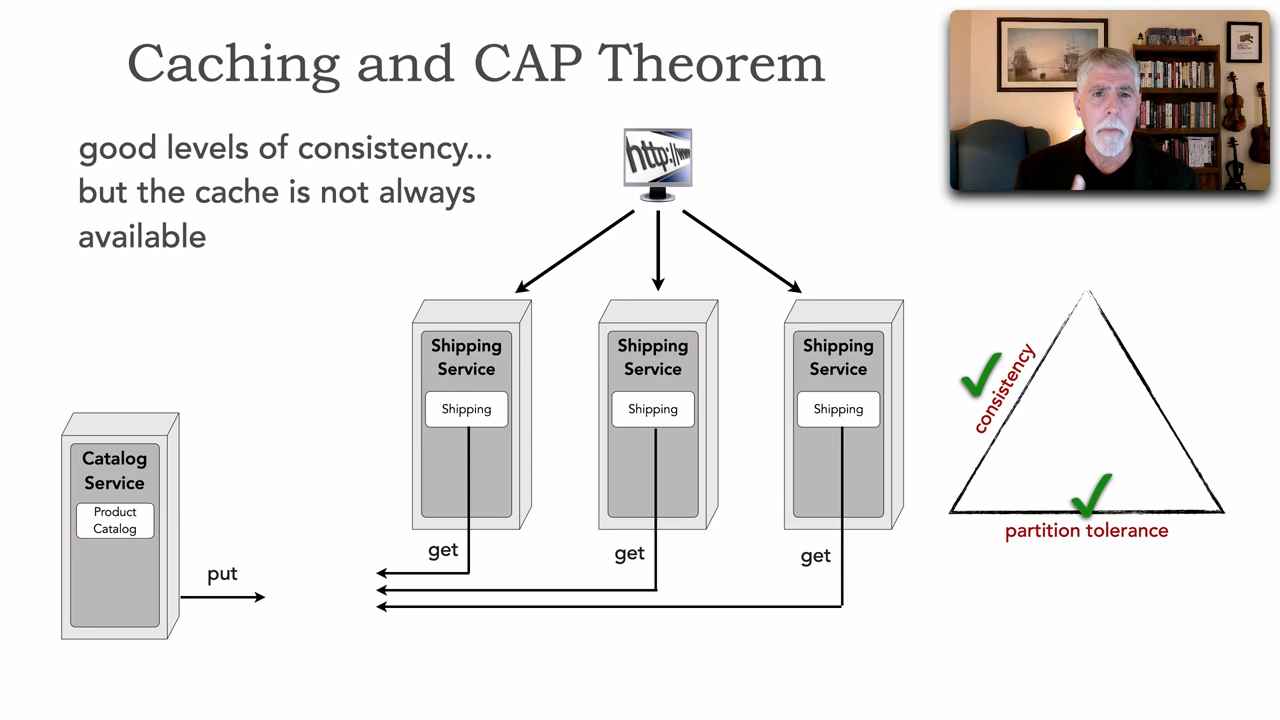 Caching and CAP Theorem
good levels of consistency...
but the cache is not always
available
http://www
Shipping
Service
Shipping
Shipping
Service
Shipping
Shipping
Service
Shipping
Catalog
Service
Product
Catalog
put
get
get
get
consistency
partition tolerance